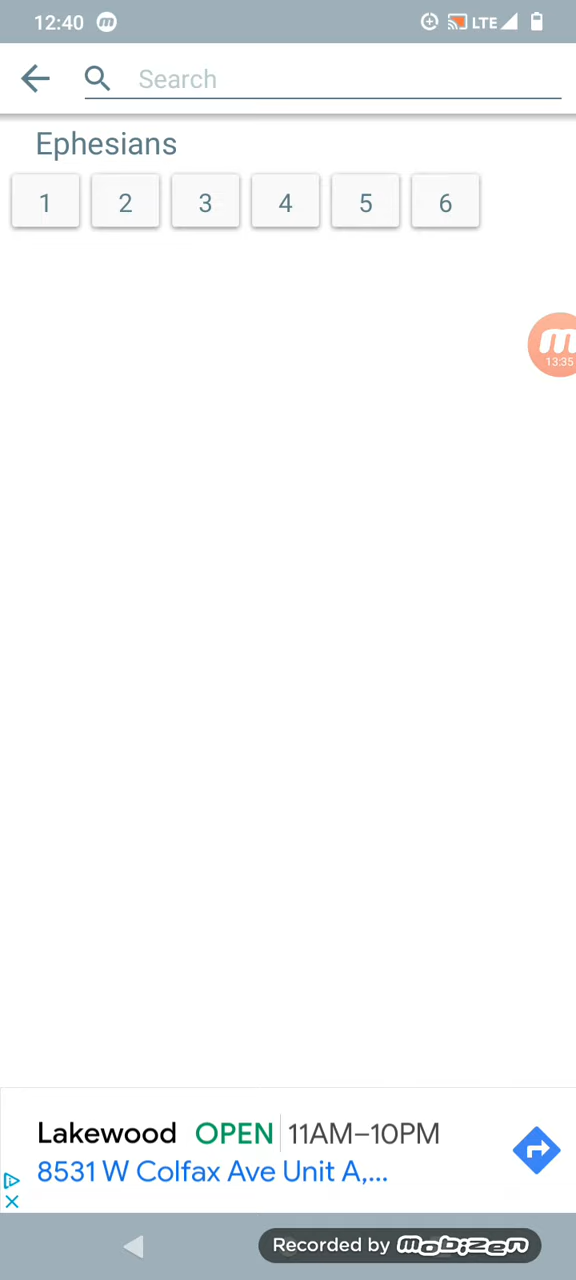 12:40 m LTE
Search
Ephesians
1 2 3 4 5 6
m
13:35
Lakewood OPEN 11AM–10PM
8531 W Colfax Ave Unit A,...
Recorded by mobizen